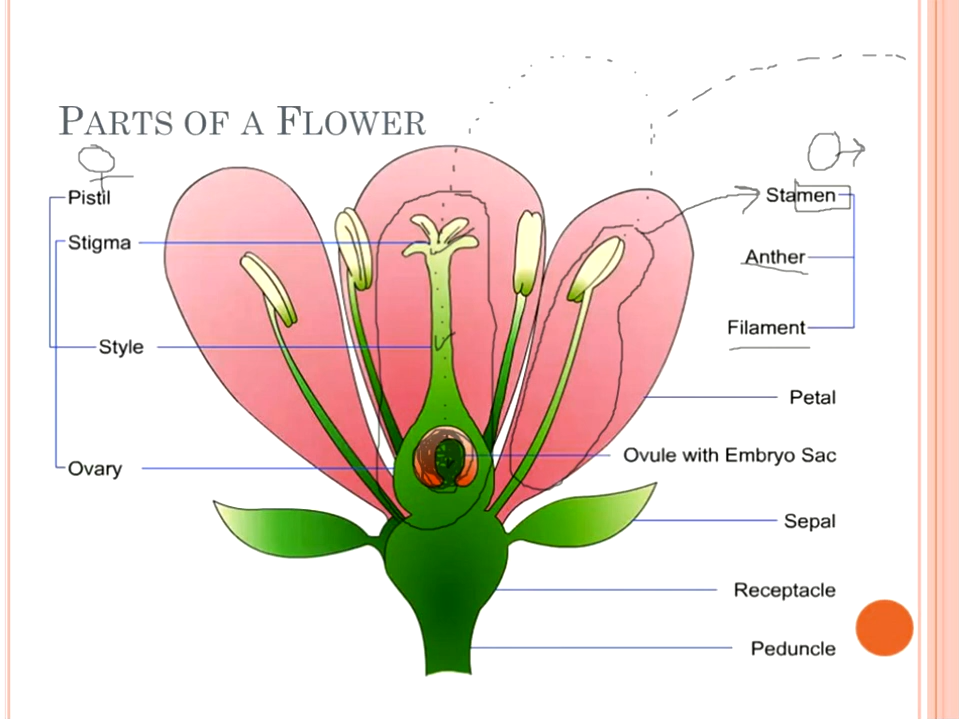 PARTS OF A FLOWER
Pistil
Stigma
Style
Ovary
Stamen
Anther
Filament
Petal
Ovule with Embryo Sac
Sepal
Receptacle
Peduncle